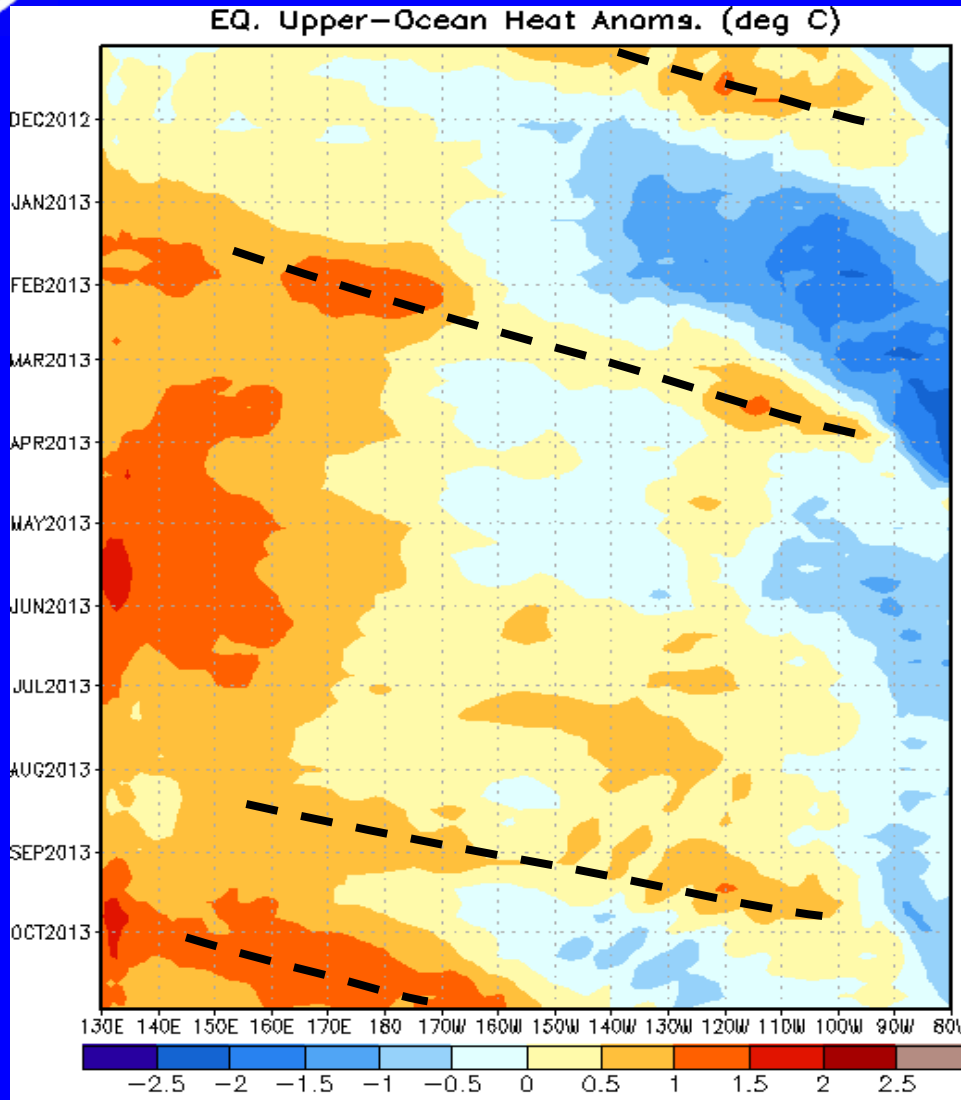 EQ. Upper-Ocean Heat Anoms. (deg C)
DEC2012
JAN2013
FEB2013
MAR2013
APR2013
MAY2013
JUN2013
JUL2013
AUG2013
SEP2013
OCT2013
130E 140E 150E 160E 170E 180 170W 160W 150W 140W 130W 120W 110W 100W 90W 80W
-2.5 -2 -1.5 -1 -0.5 0 0.5 1 1.5 2 2.5